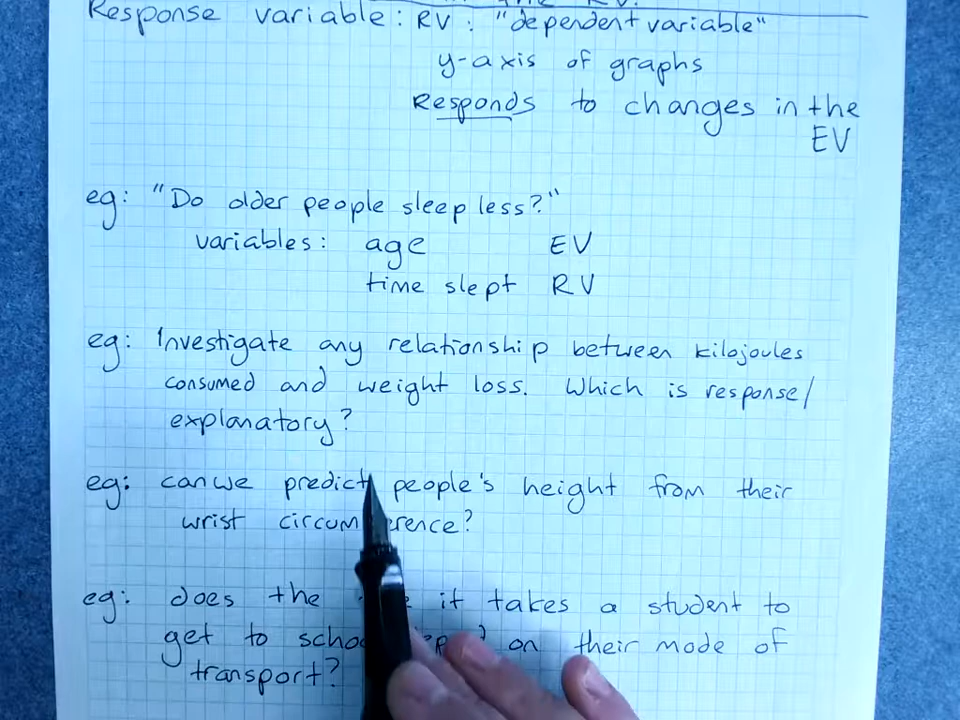 in the RV.
Response variable: RV: "dependent variable"
y-axis of graphs
Responds to changes in the
EV
eg: "Do older people sleep less?"
variables: age EV
time slept RV
eg: Investigate any relationship between kilojoules
consumed and weight loss. Which is response/
explanatory?
eg: can we predict people's height from their
wrist
eg: does the it takes a student to
get to on their mode of
transport?